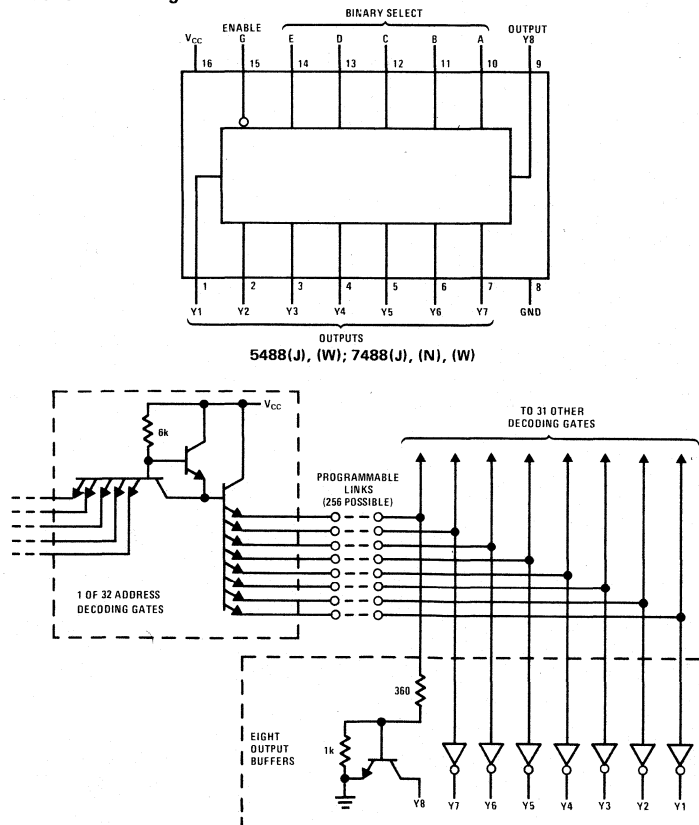 BINARY SELECT
ENABLE
OUTPUT
VCC G E D C B A Y8
16 15 14 13 12 11 10 9
1 2 3 4 5 6 7 8
Y1 Y2 Y3 Y4 Y5 Y6 Y7 GND
OUTPUTS
5488(J), (W); 7488(J), (N), (W)
VCC
6k
TO 31 OTHER
DECODING GATES
PROGRAMMABLE
LINKS
(256 POSSIBLE)
1 OF 32 ADDRESS
DECODING GATES
360
EIGHT
OUTPUT
BUFFERS
1k
Y8 Y7 Y6 Y5 Y4 Y3 Y2 Y1